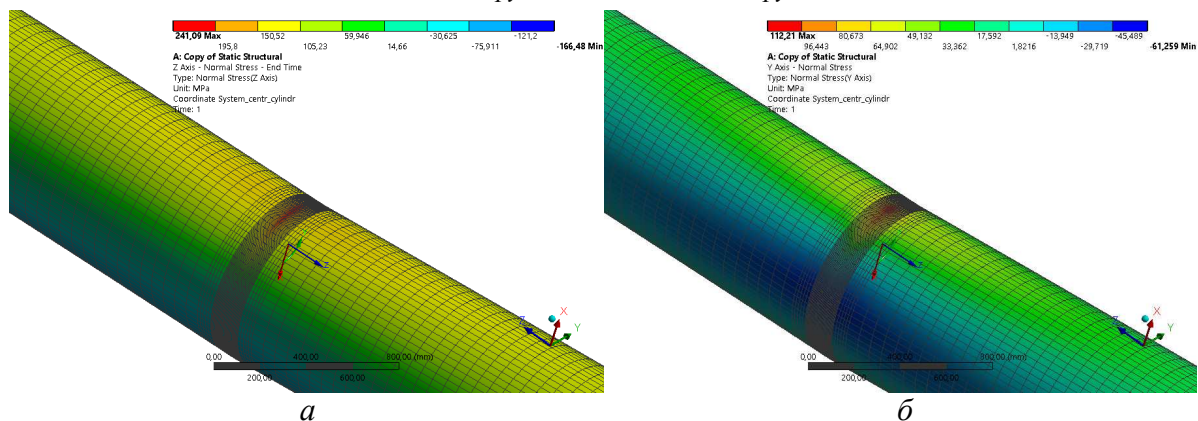 241,09 Max 150,52 59,946 -30,625 -121,2
195,8 105,23 14,66 -75,911 -166,48 Min
A: Copy of Static Structural
Z Axis - Normal Stress - End Time
Type: Normal Stress(Z Axis)
Unit: MPa
Coordinate System_centr_cylindr
Time: 1
Z
Z
X
Y
0,00 400,00 800,00 (mm)
200,00 600,00
а
112,21 Max 80,673 49,132 17,592 -13,949 -45,489
96,443 64,902 33,362 1,8216 -29,719 -61,259 Min
A: Copy of Static Structural
Y Axis - Normal Stress
Type: Normal Stress(Y Axis)
Unit: MPa
Coordinate System_centr_cylindr
Time: 1
Z
Z
X
Y
0,00 400,00 800,00 (mm)
200,00 600,00
б